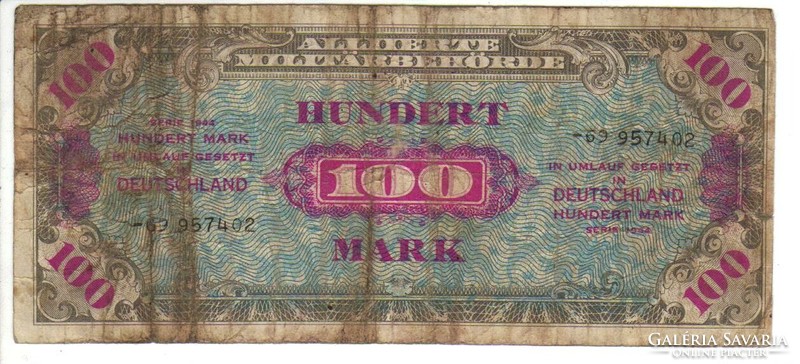 ALLIIERTE
MILITÄRBEHÖRDE
100
100
HUNDERT
SERIE 1944
HUNDERT MARK
IN UMLAUF GESETZT
IN
DEUTSCHLAND
-69 957402
100
-69 957402
IN UMLAUF GESETZT
IN
DEUTSCHLAND
HUNDERT MARK
SERIE 1944
MARK
100
100
GALÉRIA SAVARIA
ONLINE PIACTÉR